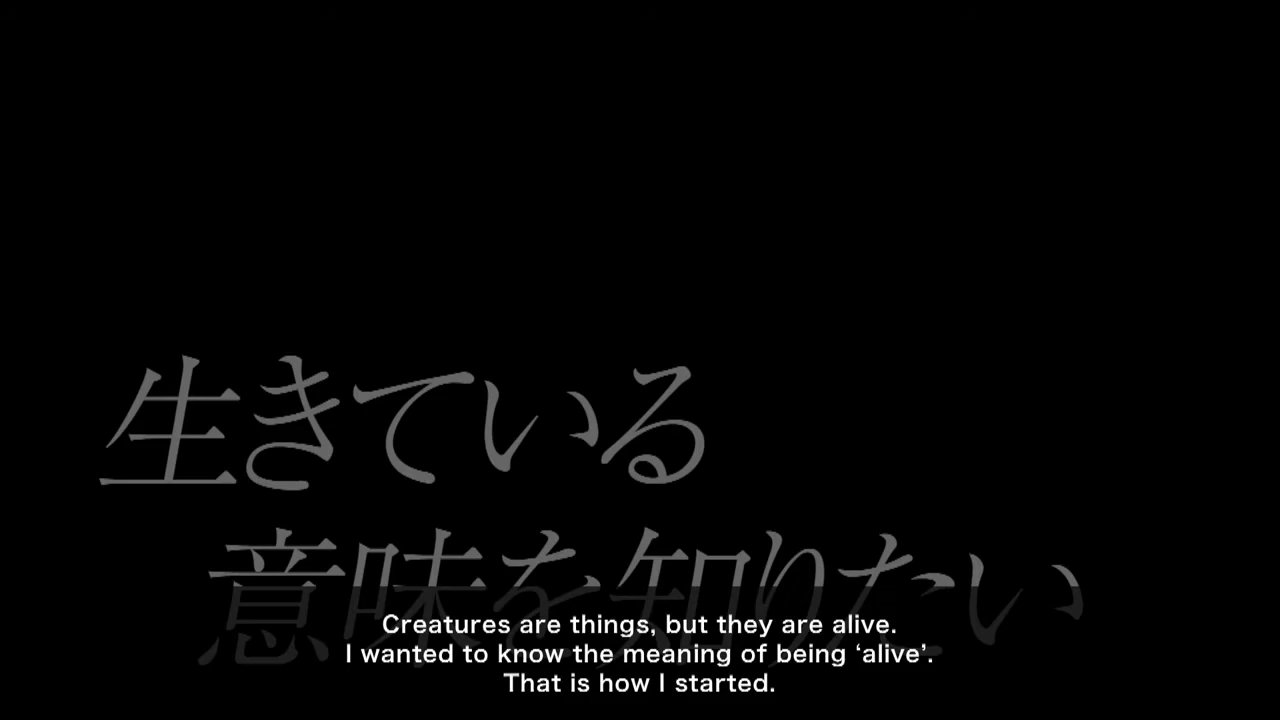 生きている
意味を知りたい
Creatures are things, but they are alive.
I wanted to know the meaning of being ‘alive’.
That is how I started.